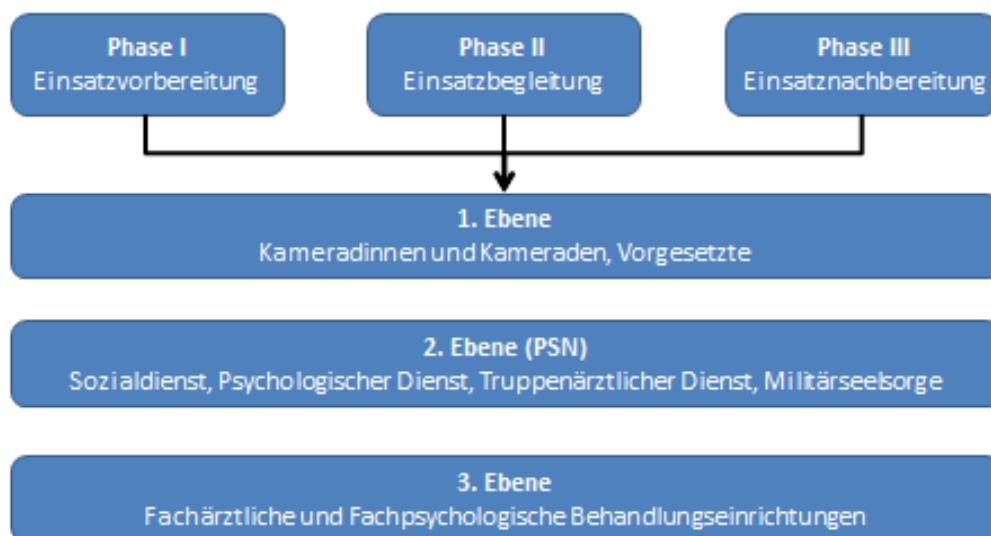 Phase I
Einsatzvorbereitung
Phase II
Einsatzbegleitung
Phase III
Einsatznachbereitung
1. Ebene
Kameradinnen und Kameraden, Vorgesetzte
2. Ebene (PSN)
Sozialdienst, Psychologischer Dienst, Truppenärztlicher Dienst, Militärseelsorge
3. Ebene
Fachärztliche und Fachpsychologische Behandlungseinrichtungen